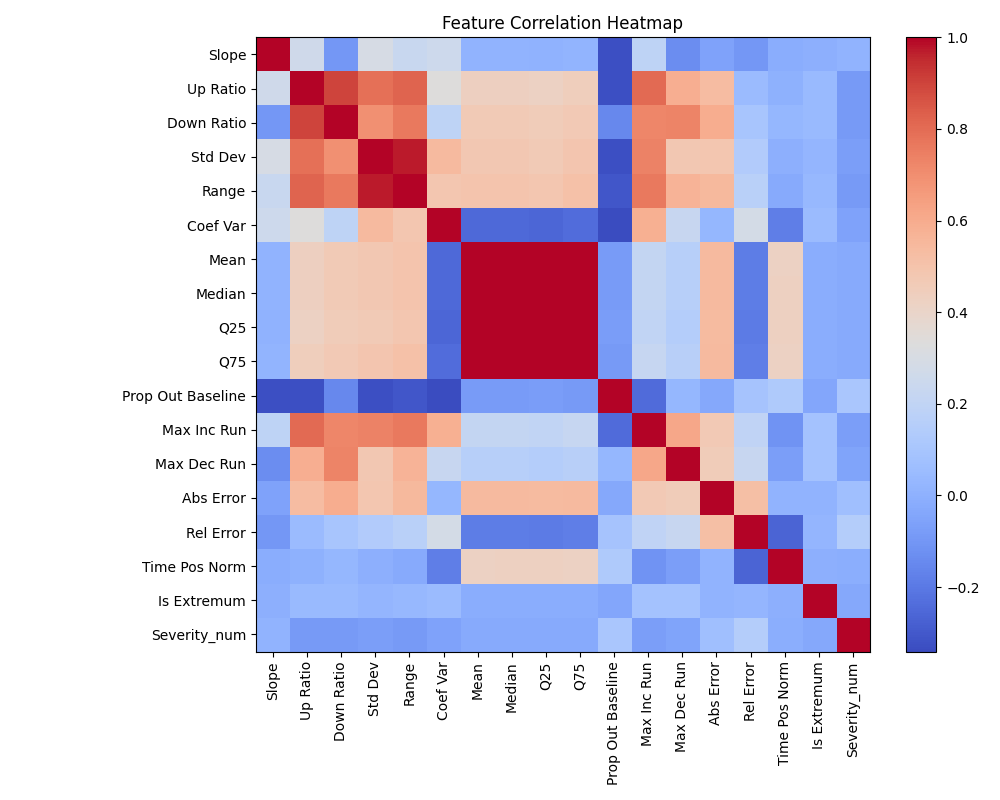 Feature Correlation Heatmap
Slope
Up Ratio
Down Ratio
Std Dev
Range
Coef Var
Mean
Median
Q25
Q75
Prop Out Baseline
Max Inc Run
Max Dec Run
Abs Error
Rel Error
Time Pos Norm
Is Extremum
Severity_num
Slope
Up Ratio
Down Ratio
Std Dev
Range
Coef Var
Mean
Median
Q25
Q75
Prop Out Baseline
Max Inc Run
Max Dec Run
Abs Error
Rel Error
Time Pos Norm
Is Extremum
Severity_num
1.0
0.8
0.6
0.4
0.2
0.0
−0.2